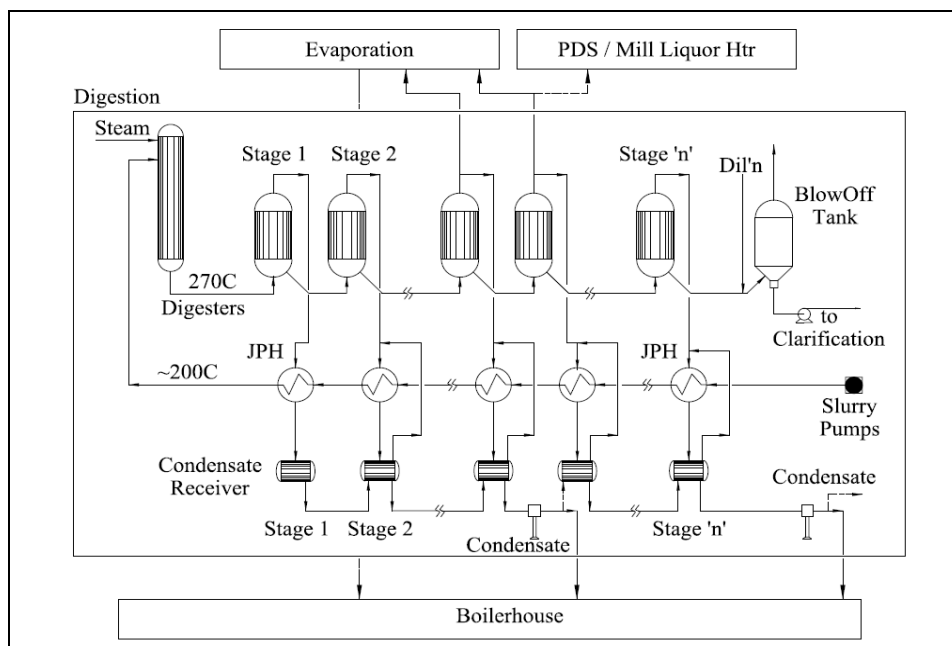 Evaporation
PDS / Mill Liquor Htr
Digestion
Steam
Stage 1
Stage 2
Stage 'n'
Dil'n
BlowOff
Tank
270C
Digesters
to
Clarification
JPH
JPH
~200C
Slurry
Pumps
Condensate
Receiver
Condensate
Stage 1
Stage 2
Stage 'n'
Condensate
Boilerhouse